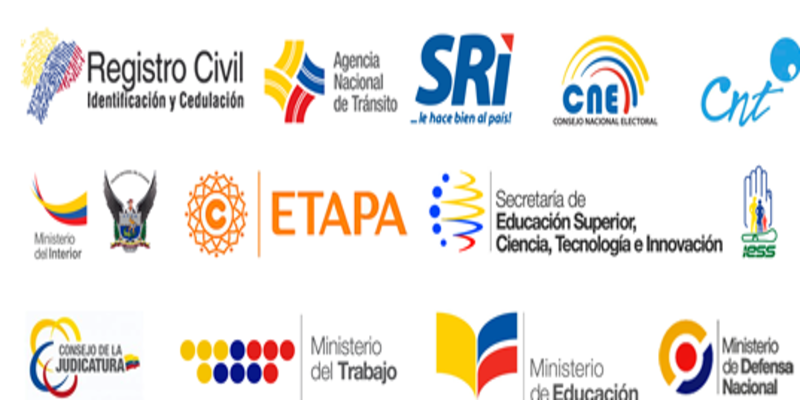 Registro Civil
Identificación y Cedulación
Agencia
Nacional
de Tránsito
SRi
...le hace bien al país!
CNE
CONSEJO NACIONAL ELECTORAL
cnt
Ministerio
del Interior
C
ETAPA
Secretaría de
Educación Superior,
Ciencia, Tecnología e Innovación
IESS
CONSEJO DE LA
JUDICATURA
Ministerio
del Trabajo
Ministerio
de Educación
Ministerio
de Defensa
Nacional